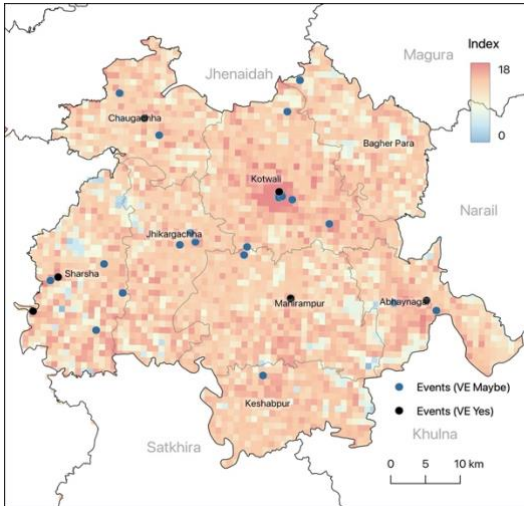 Index
18
0
Magura
Jhenaidah
Chaugachha
Bagher Para
Kotwali
Narail
Jhikargachha
Sharsha
Manirampur
Abhaynagar
Events (VE Maybe)
Events (VE Yes)
Keshabpur
Khulna
Satkhira
0 5 10 km